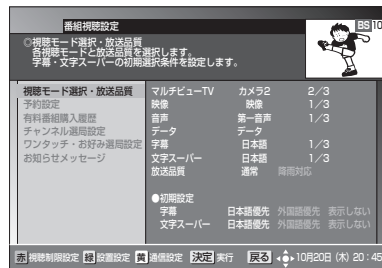 番組視聴設定
BS 10
◎視聴モード選択・放送品質
各視聴モードと放送品質を選択します。
字幕・文字スーパーの初期選択条件を設定します。
視聴モード選択・放送品質
予約設定
有料番組購入履歴
チャンネル選局設定
ワンタッチ・お好み選局設定
お知らせメッセージ
マルチビューTV カメラ2 2/3
映像 映像 1/3
音声 第一音声 1/3
データ データ
字幕 日本語 1/3
文字スーパー 日本語 1/3
放送品質 通常 降雨対応
●初期設定
字幕 日本語優先 外国語優先 表示しない
文字スーパー 日本語優先 外国語優先 表示しない
赤 視聴制限設定 緑 設置設定 黄 通信設定 決定 実行 戻る 10月20日 (木) 20:45